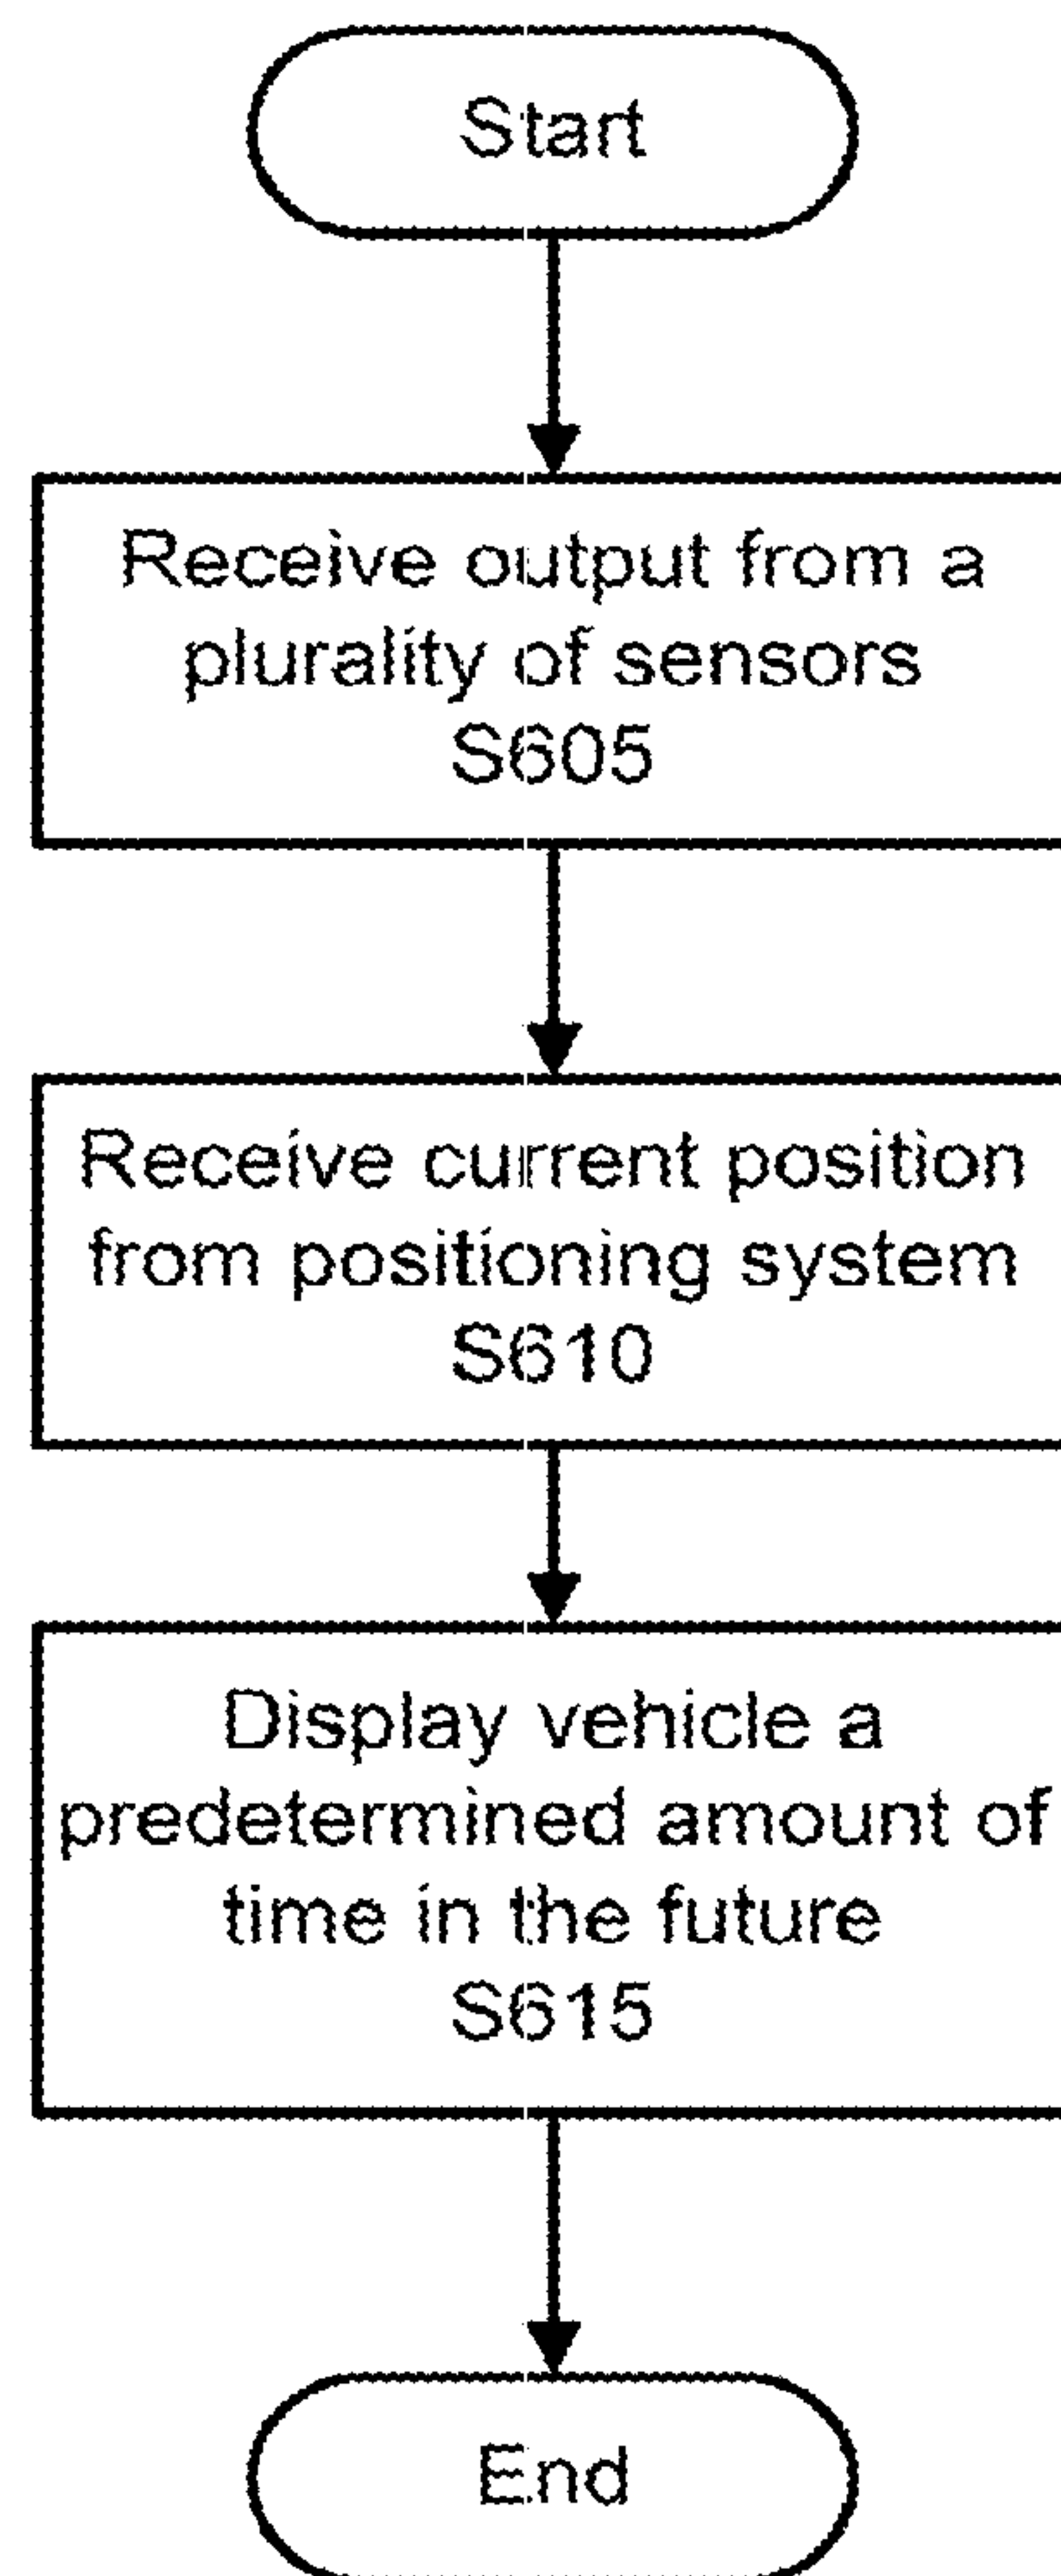 Start
Receive output from a
plurality of sensors
S605
Receive current position
from positioning system
S610
Display vehicle a
predetermined amount of
time in the future
S615
End